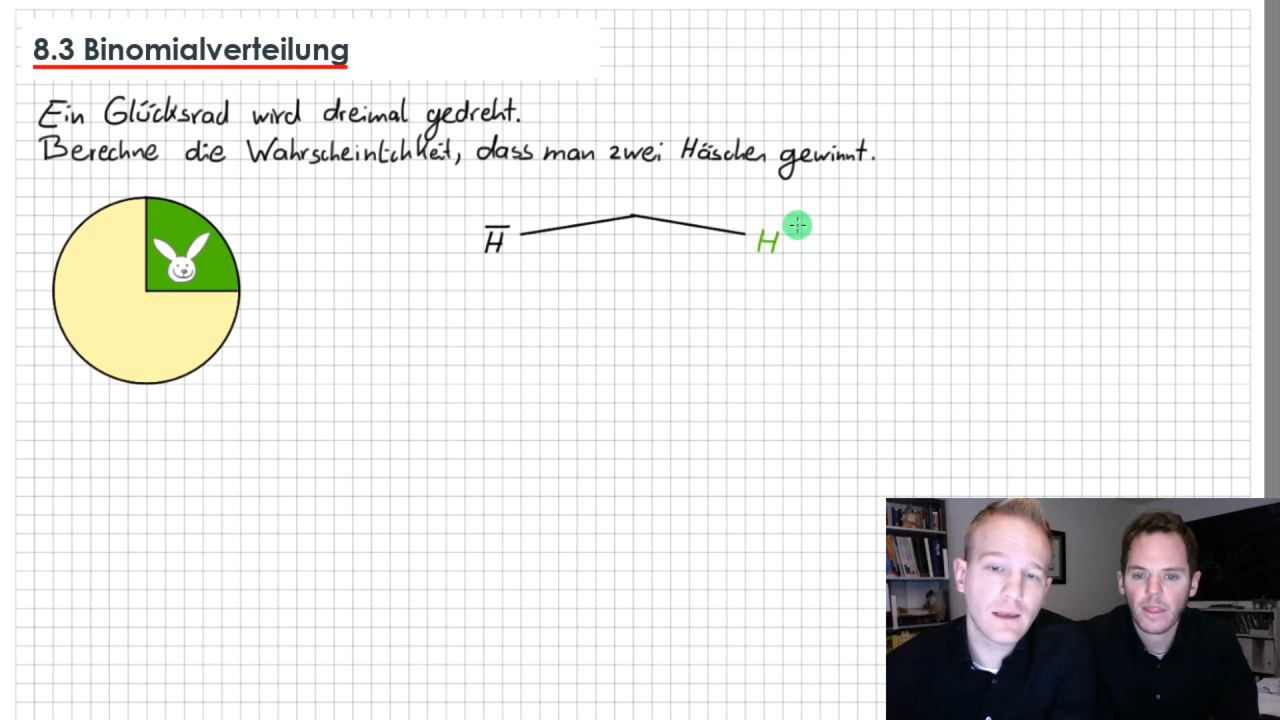 8.3 Binomialverteilung
Ein Glücksrad wird dreimal gedreht.
Berechne die Wahrscheinlichkeit, dass man zwei Häschen gewinnt.
H̅ H